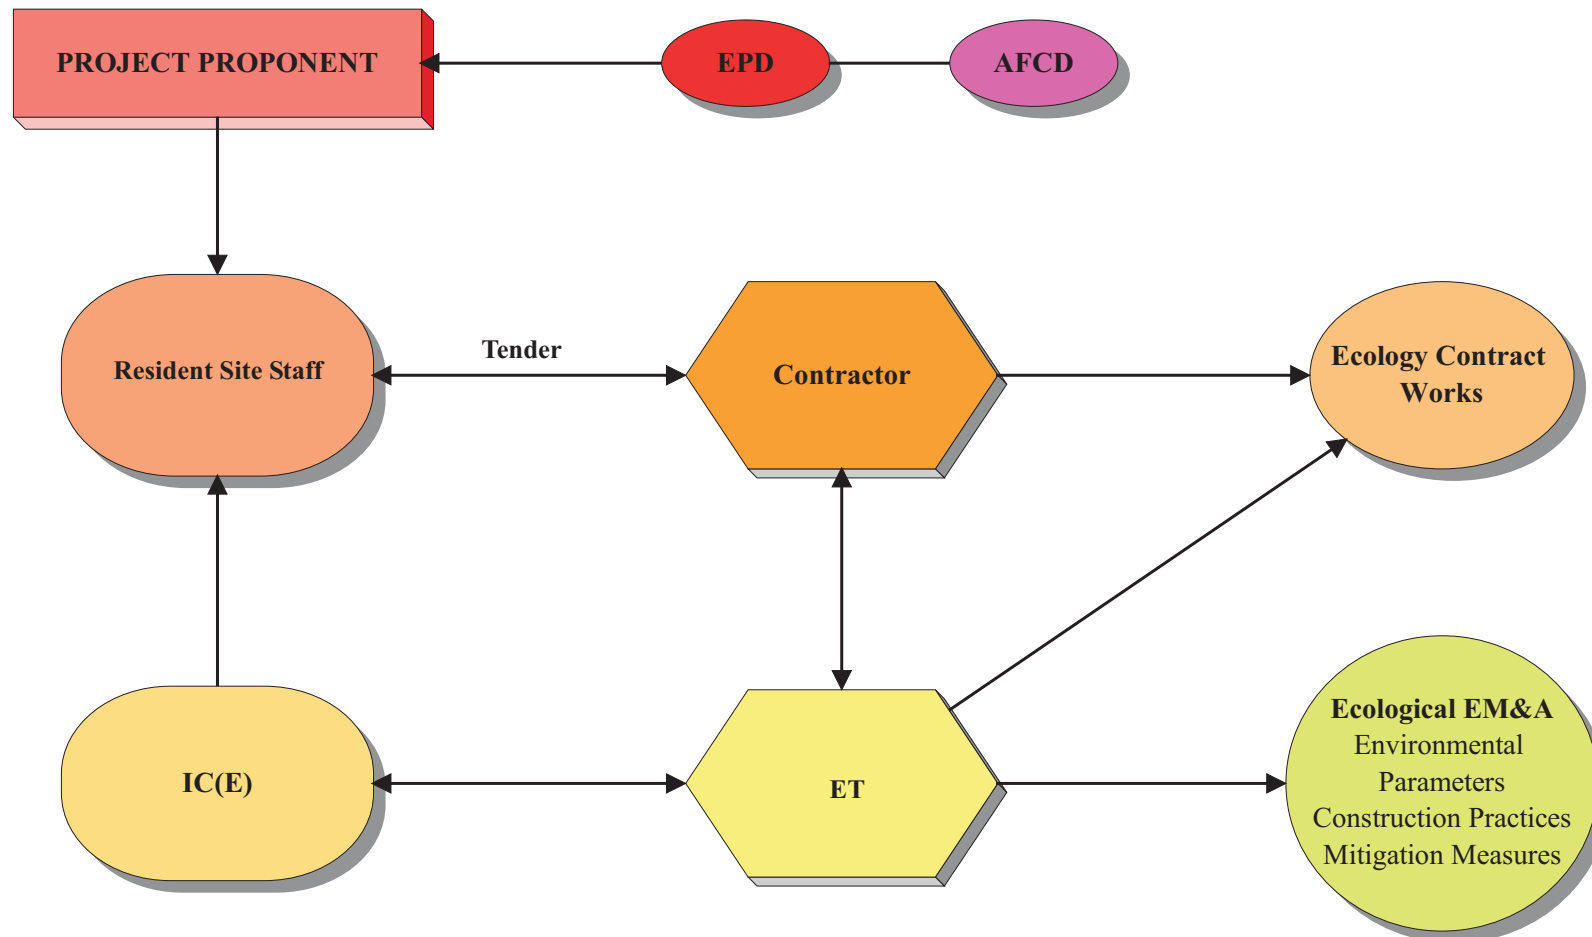 PROJECT PROPONENT
EPD
AFCD
Resident Site Staff
Tender
Contractor
Ecology Contract
Works
IC(E)
ET
Ecological EM&A
Environmental
Parameters
Construction Practices
Mitigation Measures